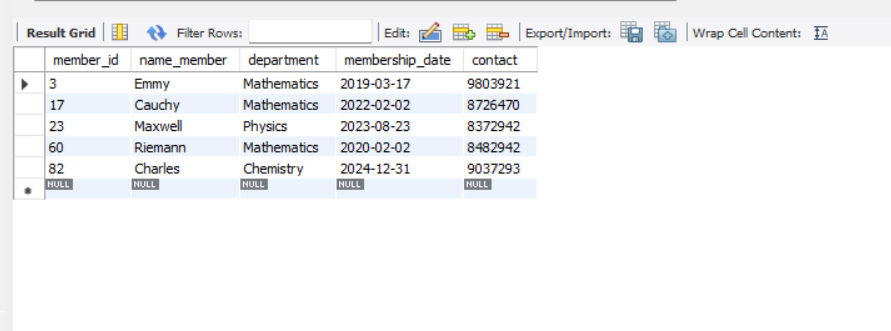 Result Grid Filter Rows: Edit: Export/Import: Wrap Cell Content: IA
member_id name_member department membership_date contact
3 Emmy Mathematics 2019-03-17 9803921
17 Cauchy Mathematics 2022-02-02 8726470
23 Maxwell Physics 2023-08-23 8372942
60 Riemann Mathematics 2020-02-02 8482942
82 Charles Chemistry 2024-12-31 9037293
NULL NULL NULL NULL NULL